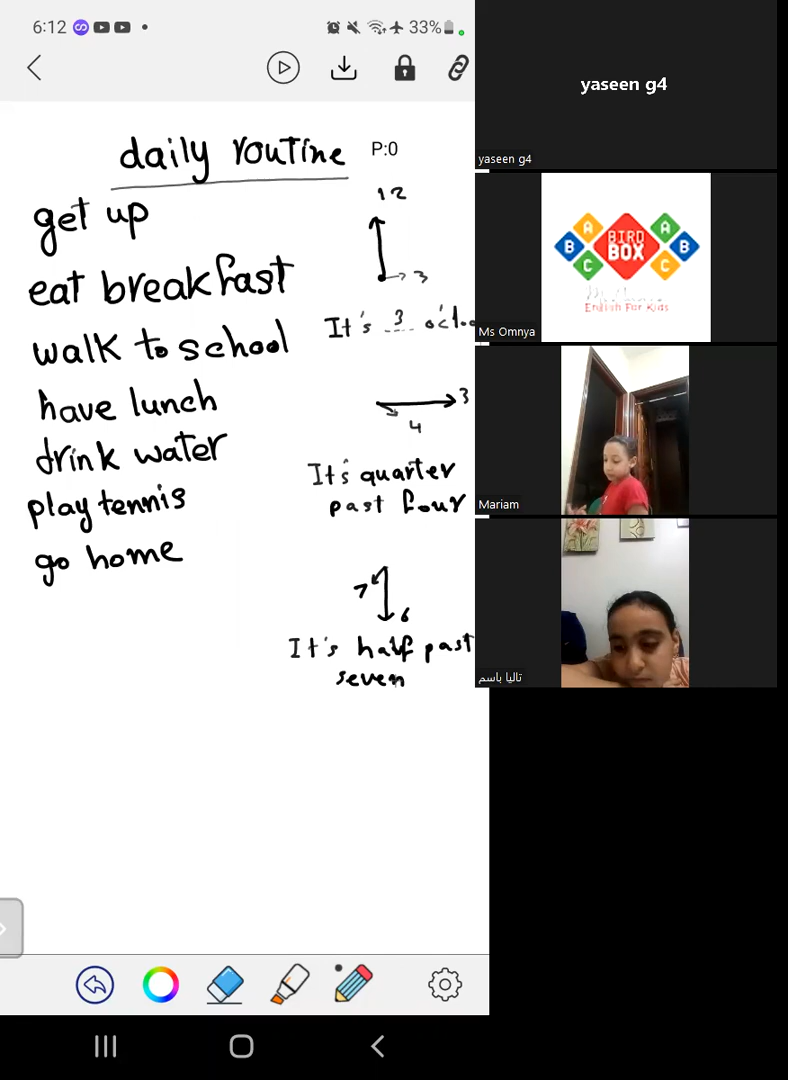 6:12
33%
daily routine
P:0
get up
eat breakfast
walk to school
have lunch
drink water
play tennis
go home
12
3
It's 3 o'cloc
3
4
It's quarter
past four
7
6
It's half past
seven
yaseen g4
yaseen g4
A
B
C
BIRD
BOX
A
B
C
English For Kids
Ms Omnya
Mariam
تاليا باسم